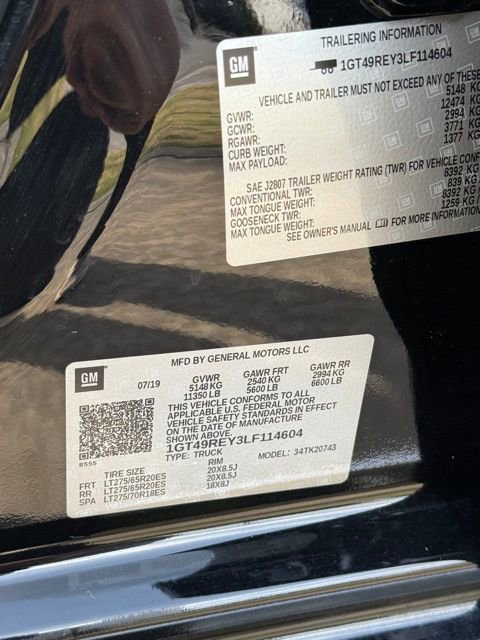 GM
TRAILERING INFORMATION
1GT49REY3LF114604
VEHICLE AND TRAILER MUST NOT EXCEED ANY OF THESE
GVWR: 5148 KG
GCWR: 12474 KG
RGAWR: 2994 KG
CURB WEIGHT: 3771 KG
MAX PAYLOAD: 1377 KG
SAE J2807 TRAILER WEIGHT RATING (TWR) FOR VEHICLE CONF
CONVENTIONAL TWR: 8392 KG
MAX TONGUE WEIGHT: 839 KG
GOOSENECK TWR: 8392 KG /
MAX TONGUE WEIGHT: 1259 KG /
SEE OWNER'S MANUAL FOR MORE INFORMATION
GM
MFD BY GENERAL MOTORS LLC
07/19 GVWR GAWR FRT GAWR RR
5148 KG 2540 KG 2994 KG
11350 LB 5600 LB 6600 LB
THIS VEHICLE CONFORMS TO ALL
APPLICABLE U.S. FEDERAL MOTOR
VEHICLE SAFETY STANDARDS IN EFFECT
ON THE DATE OF MANUFACTURE
SHOWN ABOVE.
1GT49REY3LF114604
TYPE: TRUCK MODEL: 34TK20743
8555
TIRE SIZE RIM
FRT LT275/65R20ES 20X8.5J
RR LT275/65R20ES 20X8.5J
SPA LT275/70R18ES 18X8J